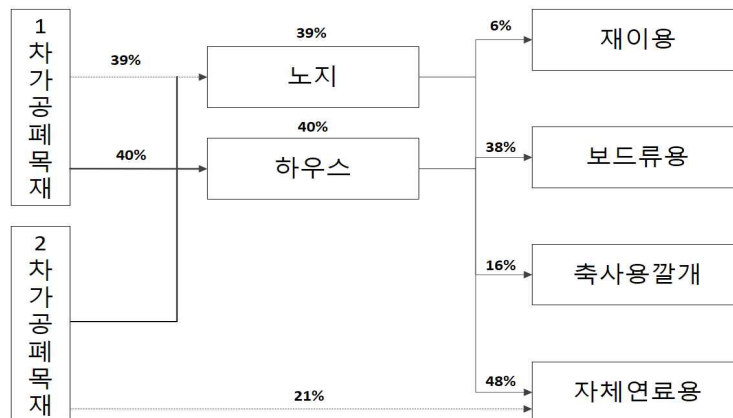 1차가공폐목재
2차가공폐목재
39%
40%
21%
39%
노지
40%
하우스
6%
재이용
38%
보드류용
16%
축사용깔개
48%
자체연료용